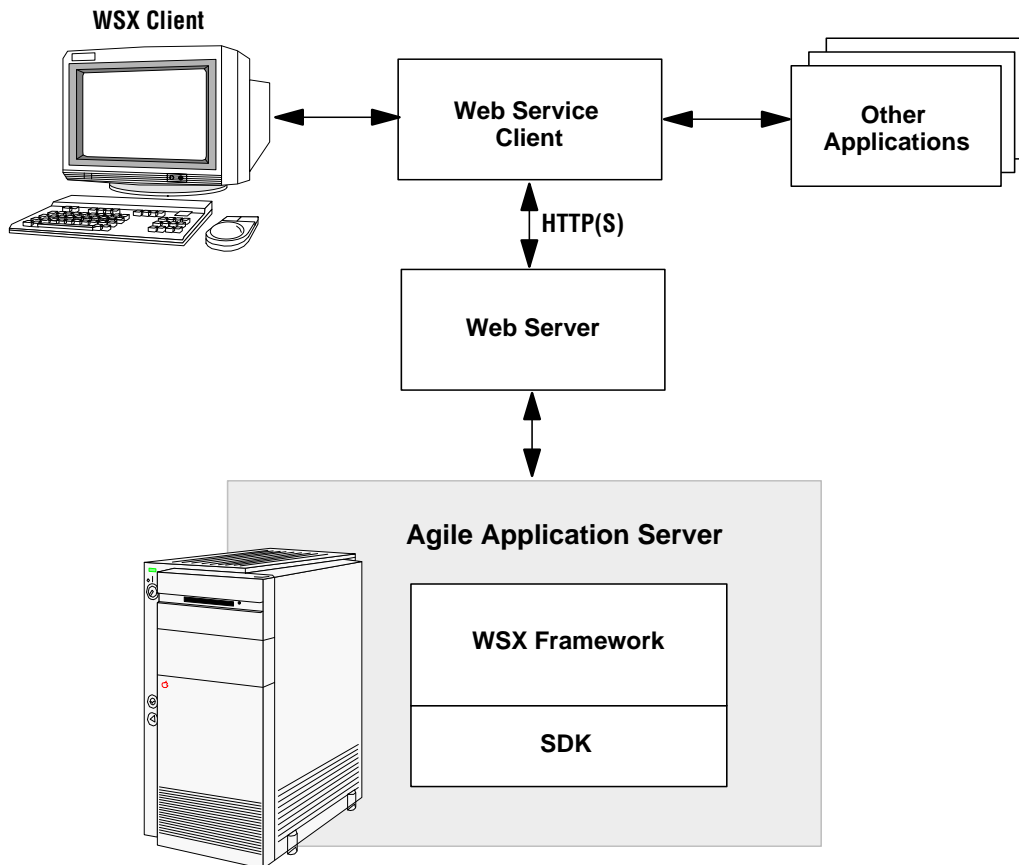 WSX Client
Web Service
Client
Other
Applications
HTTP(S)
Web Server
Agile Application Server
WSX Framework
SDK